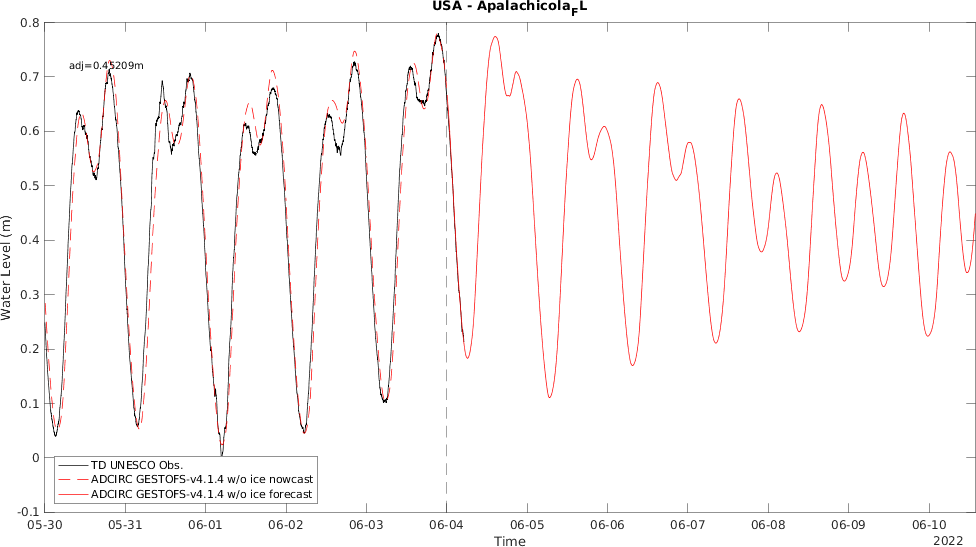 USA - ApalachicolaFL
adj=0.45209m
Water Level (m)
0.8
0.7
0.6
0.5
0.4
0.3
0.2
0.1
0
-0.1
TD UNESCO Obs.
ADCIRC GESTOFS-v4.1.4 w/o ice nowcast
ADCIRC GESTOFS-v4.1.4 w/o ice forecast
05-30 05-31 06-01 06-02 06-03 06-04 06-05 06-06 06-07 06-08 06-09 06-10
Time
2022